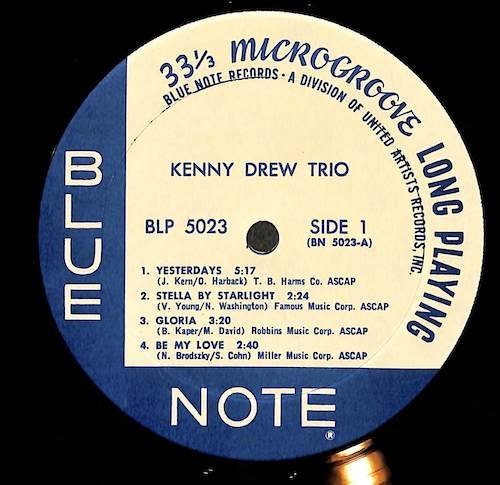 33⅓ MICROGROOVE LONG PLAYING
BLUE NOTE RECORDS • A DIVISION OF UNITED ARTISTS RECORDS, INC.
KENNY DREW TRIO
BLP 5023 SIDE 1
(BN 5023-A)
1. YESTERDAYS 5:17
(J. Kern/O. Harback) T. B. Harms Co. ASCAP
2. STELLA BY STARLIGHT 2:24
(V. Young/N. Washington) Famous Music Corp. ASCAP
3. GLORIA 3:20
(B. Kaper/M. David) Robbins Music Corp. ASCAP
4. BE MY LOVE 2:40
(N. Brodszky/S. Cohn) Miller Music Corp. ASCAP
BLUE
NOTE®